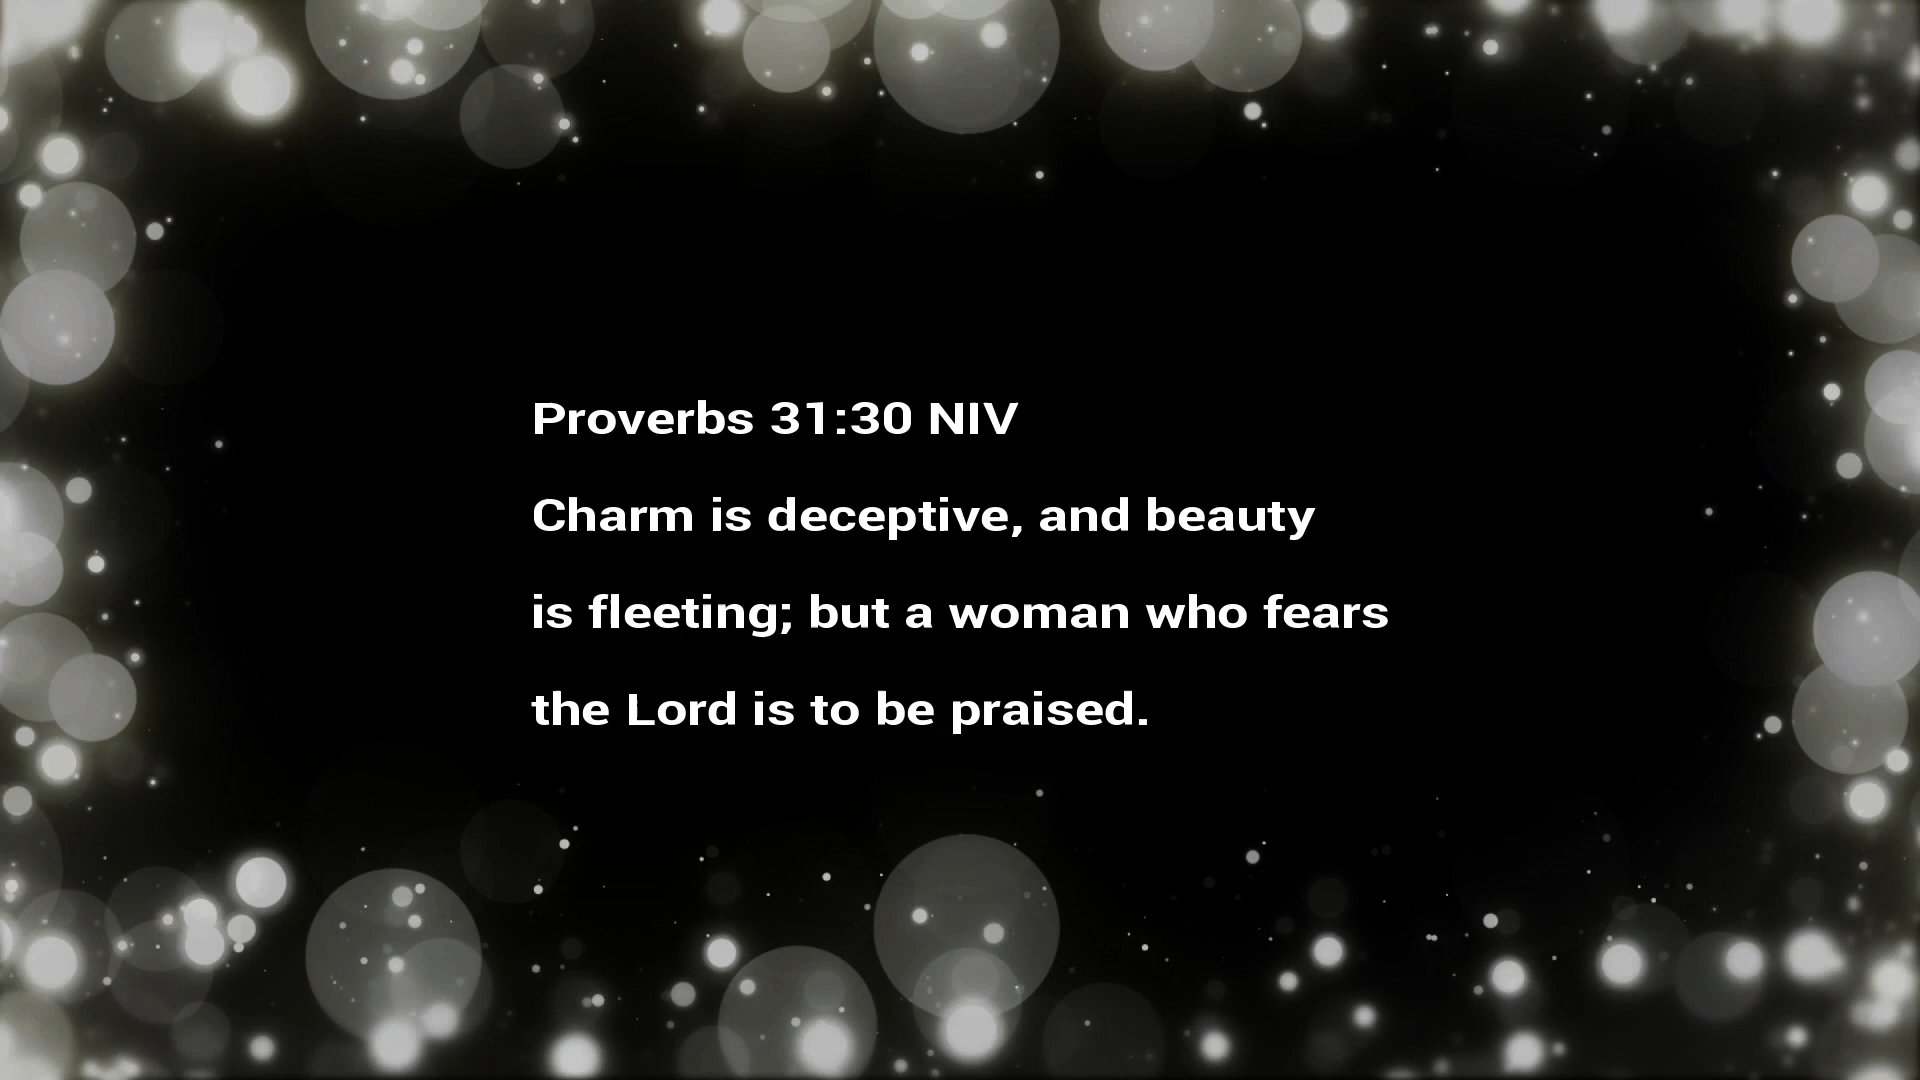 Proverbs 31:30 NIV
Charm is deceptive, and beauty
is fleeting; but a woman who fears
the Lord is to be praised.